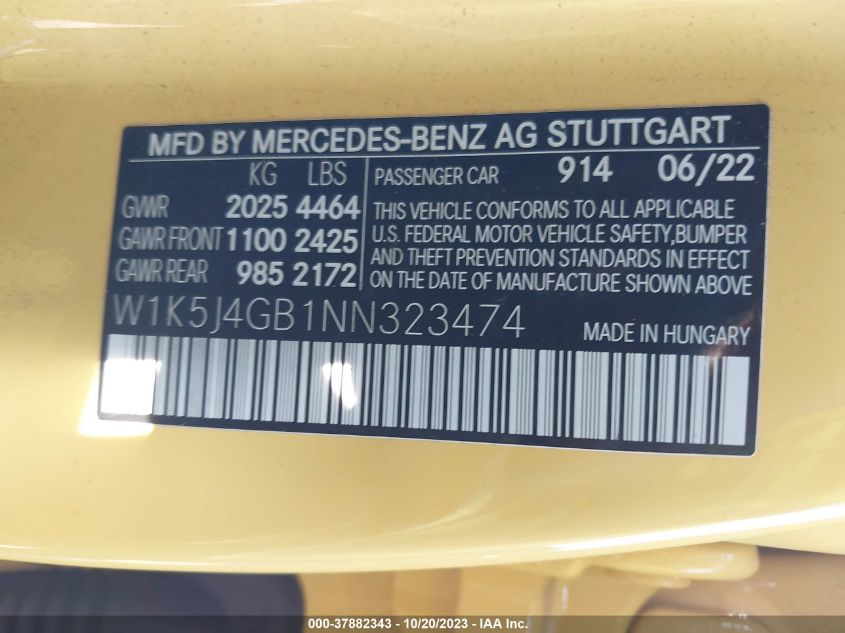 MFD BY MERCEDES-BENZ AG STUTTGART
KG LBS
GVWR 2025 4464
GAWR FRONT 1100 2425
GAWR REAR 985 2172
PASSENGER CAR 914 06/22
THIS VEHICLE CONFORMS TO ALL APPLICABLE
U.S. FEDERAL MOTOR VEHICLE SAFETY,BUMPER
AND THEFT PREVENTION STANDARDS IN EFFECT
ON THE DATE OF MANUFACTURE SHOWN ABOVE
W1K5J4GB1NN323474
MADE IN HUNGARY
000-37882343 - 10/20/2023 - IAA Inc.